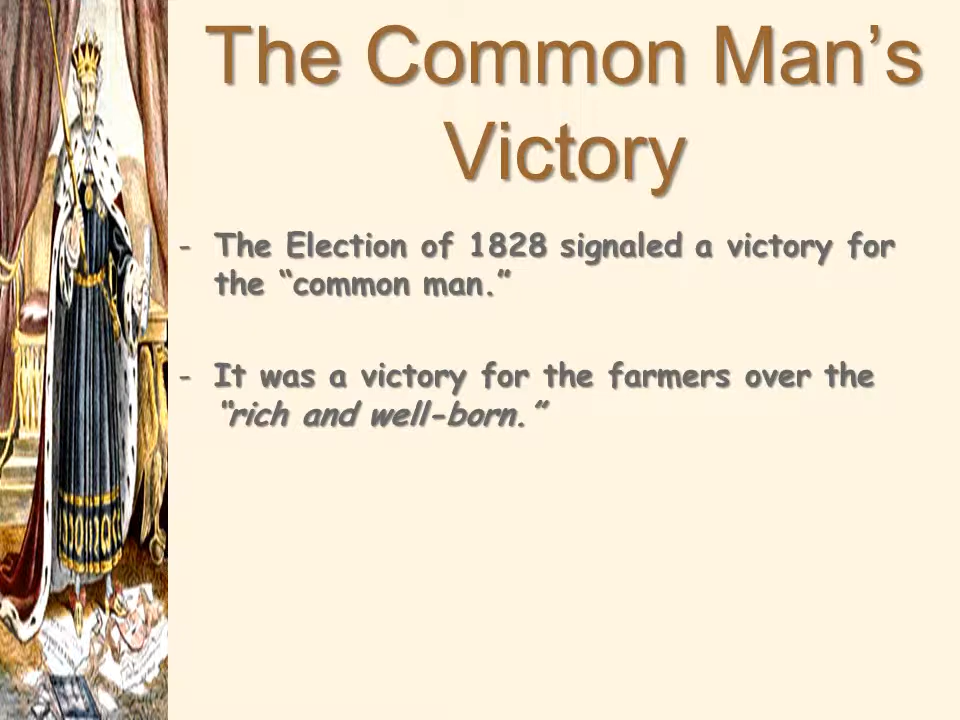 The Common Man’s
Victory
- The Election of 1828 signaled a victory for
the “common man.”
- It was a victory for the farmers over the
“rich and well-born.”